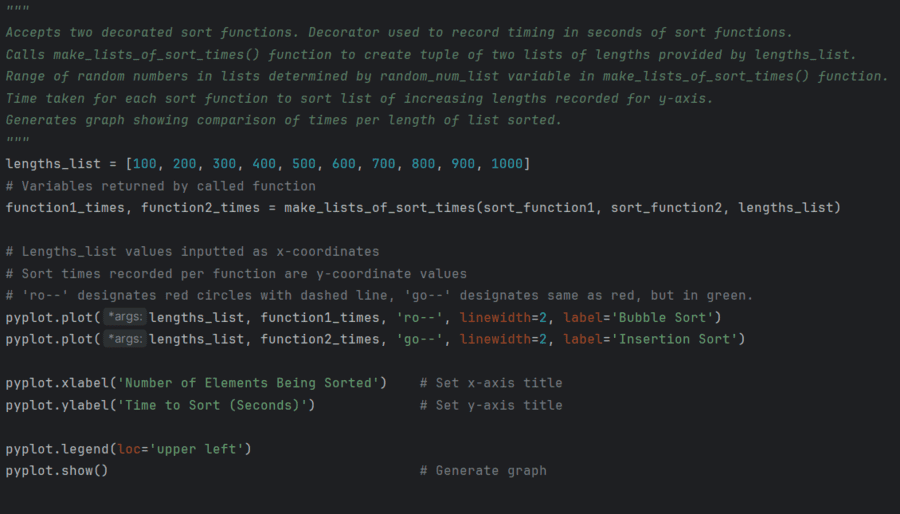 """
Accepts two decorated sort functions. Decorator used to record timing in seconds of sort functions.
Calls make_lists_of_sort_times() function to create tuple of two lists of lengths provided by lengths_list.
Range of random numbers in lists determined by random_num_list variable in make_lists_of_sort_times() function.
Time taken for each sort function to sort list of increasing lengths recorded for y-axis.
Generates graph showing comparison of times per length of list sorted.
"""
lengths_list = [100, 200, 300, 400, 500, 600, 700, 800, 900, 1000]
# Variables returned by called function
function1_times, function2_times = make_lists_of_sort_times(sort_function1, sort_function2, lengths_list)
# Lengths_list values inputted as x-coordinates
# Sort times recorded per function are y-coordinate values
# 'ro--' designates red circles with dashed line, 'go--' designates same as red, but in green.
pyplot.plot( *args: lengths_list, function1_times, 'ro--', linewidth=2, label='Bubble Sort')
pyplot.plot( *args: lengths_list, function2_times, 'go--', linewidth=2, label='Insertion Sort')
pyplot.xlabel('Number of Elements Being Sorted') # Set x-axis title
pyplot.ylabel('Time to Sort (Seconds)') # Set y-axis title
pyplot.legend(loc='upper left')
pyplot.show() # Generate graph